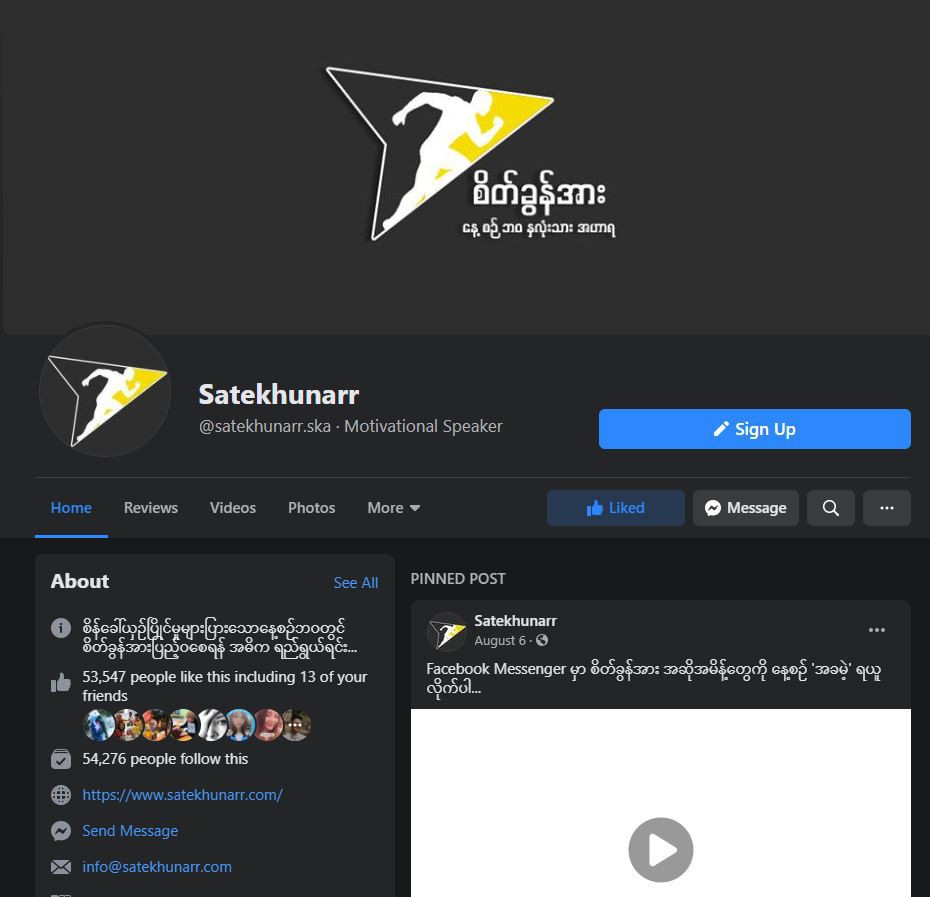 စိတ်ခွန်အား
နေ့ စဉ် ဘဝ နှလုံးသား အဟာရ
Satekhunarr
@satekhunarr.ska · Motivational Speaker
Sign Up
Home
Reviews
Videos
Photos
More
Liked
Message
About
See All
စိန်ခေါ်ယှဉ်ပြိုင်မှုများပြားသောနေ့စဉ်ဘဝတွင်
စိတ်ခွန်အားပြည့်ဝစေရန် အဓိက ရည်ရွယ်ရင်း...
53,547 people like this including 13 of your
friends
54,276 people follow this
https://www.satekhunarr.com/
Send Message
info@satekhunarr.com
PINNED POST
Satekhunarr
August 6 ·
Facebook Messenger မှာ စိတ်ခွန်အား အဆိုအမိန့်တွေကို နေ့စဉ် 'အခမဲ့' ရယူ
လိုက်ပါ...